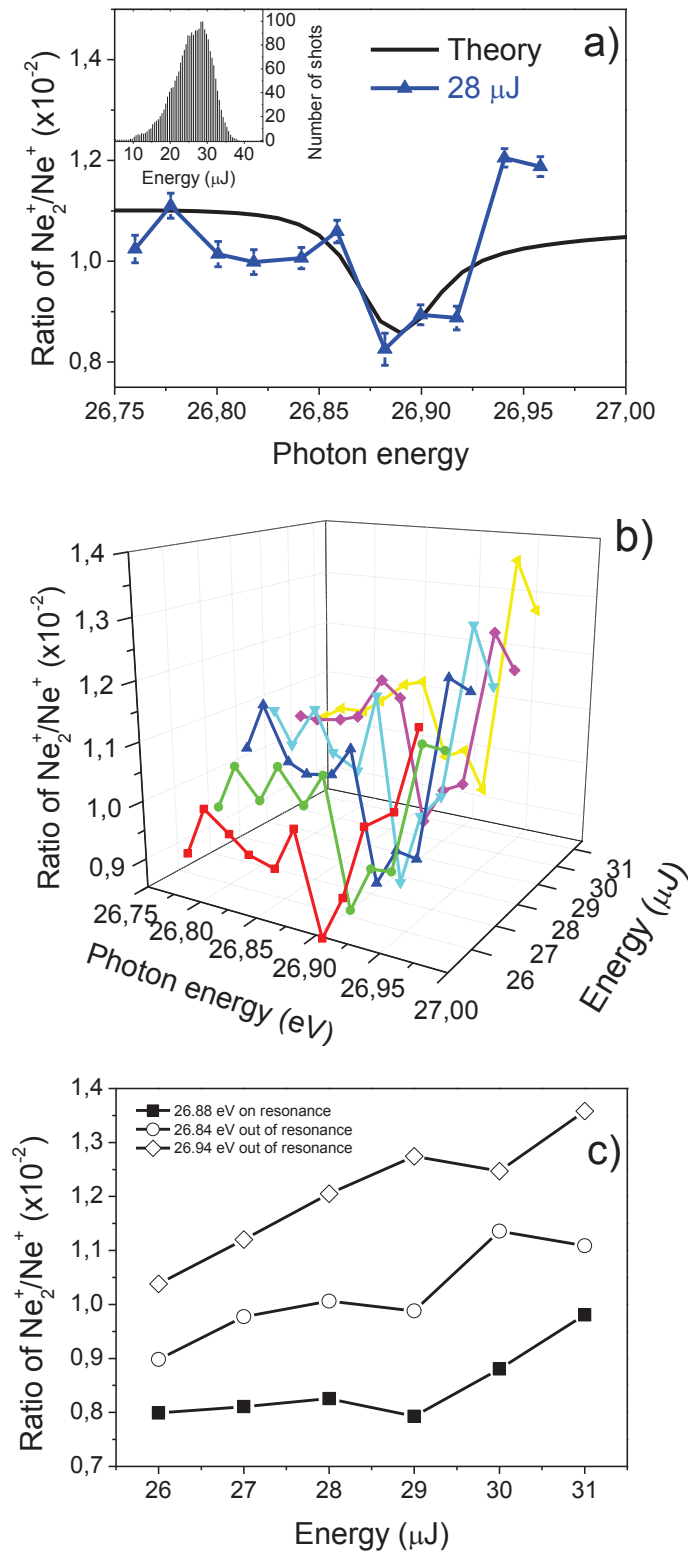 a)
Theory
28 μJ
100
80
60
40
20
0
Number of shots
10 20 30 40
Energy (μJ)
1,4
1,2
1,0
0,8
Ratio of Ne₂⁺/Ne⁺ (x10⁻²)
26,75 26,80 26,85 26,90 26,95 27,00
Photon energy
b)
1,4
1,3
1,2
1,1
1,0
0,9
Ratio of Ne₂⁺/Ne⁺ (x10⁻²)
26,75
26,80
26,85
26,90
26,95
27,00
Photon energy (eV)
31
30
29
28
27
26
Energy (μJ)
c)
26.88 eV on resonance
26.84 eV out of resonance
26.94 eV out of resonance
1,4
1,3
1,2
1,1
1,0
0,9
0,8
0,7
Ratio of Ne₂⁺/Ne⁺ (x10⁻²)
26 27 28 29 30 31
Energy (μJ)